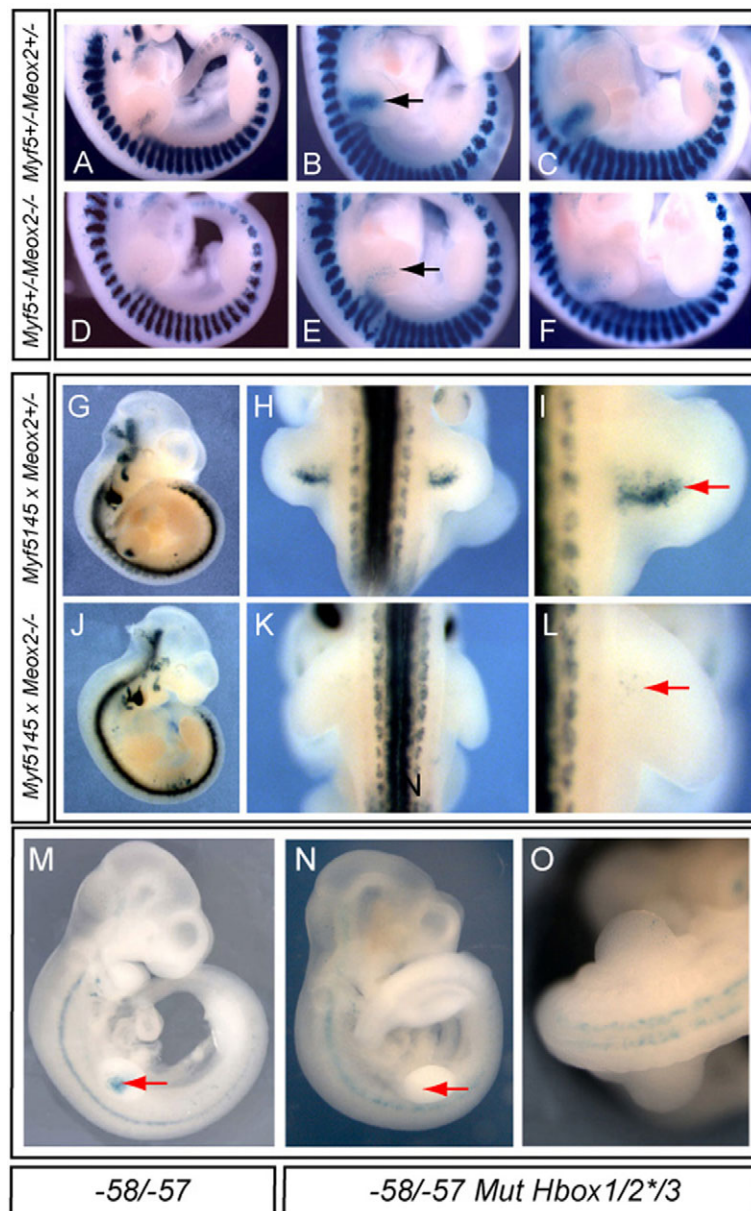 Myf5+/-Meox2+/-
A
B
C
Myf5+/-Meox2-/-
D
E
F
Myf5145 x Meox2+/-
G
H
I
Myf5145 x Meox2-/-
J
K
L
N
M
N
O
-58/-57
-58/-57 Mut Hbox1/2*/3